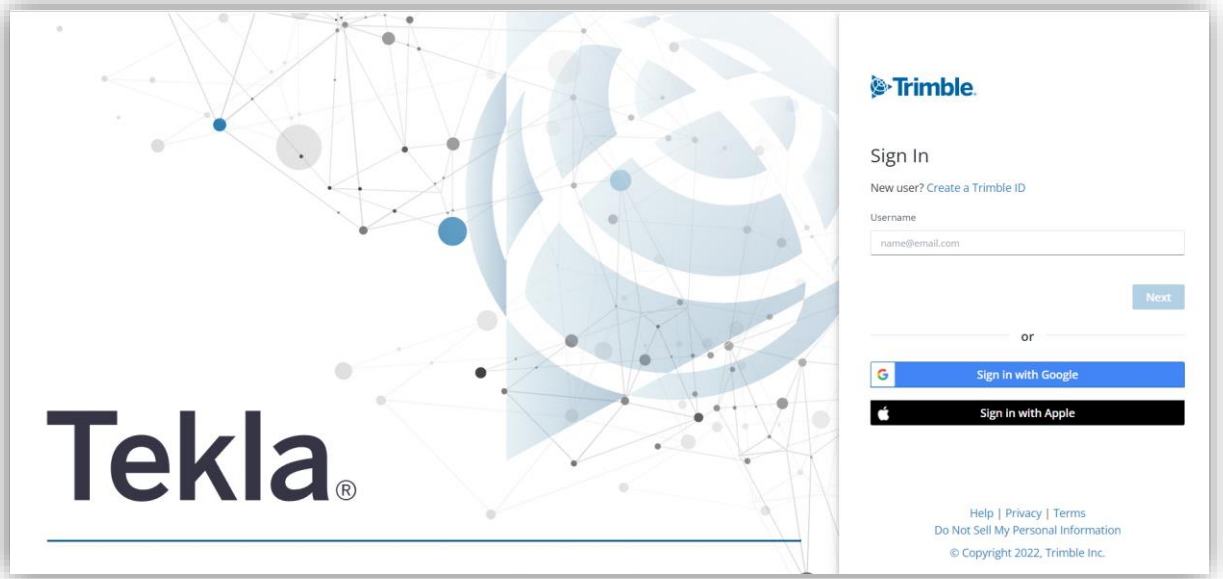 Tekla®
Trimble.
Sign In
New user? Create a Trimble ID
Username
name@email.com
Next
or
G Sign in with Google
Sign in with Apple
Help | Privacy | Terms
Do Not Sell My Personal Information
© Copyright 2022, Trimble Inc.